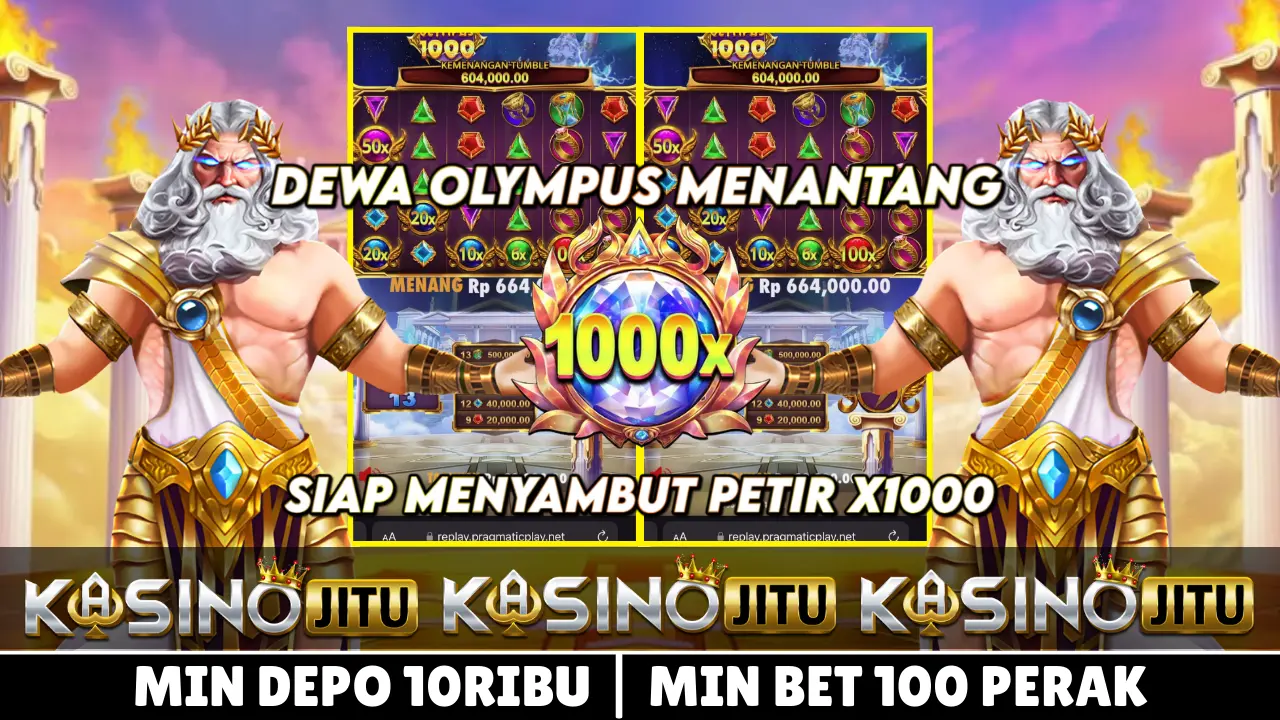 1000
KEMENANGAN TUMBLE
604,000.00
50x
20x
20x
10x
6x
MENANG Rp 664,
13 500,00
13
12 40,000.00
9 20,000.00
AA replay.pragmaticplay.net
1000
KEMENANGAN TUMBLE
604,000.00
50x
20x
10x
6x
100x
Rp 664,000.00
500,000.00
12 40,000.00
9 20,000.00
AA replay.pragmaticplay.net
DEWA OLYMPUS MENANTANG
1000x
SIAP MENYAMBUT PETIR X1000
KASINO JITU KASINO JITU KASINO JITU
MIN DEPO 10RIBU | MIN BET 100 PERAK